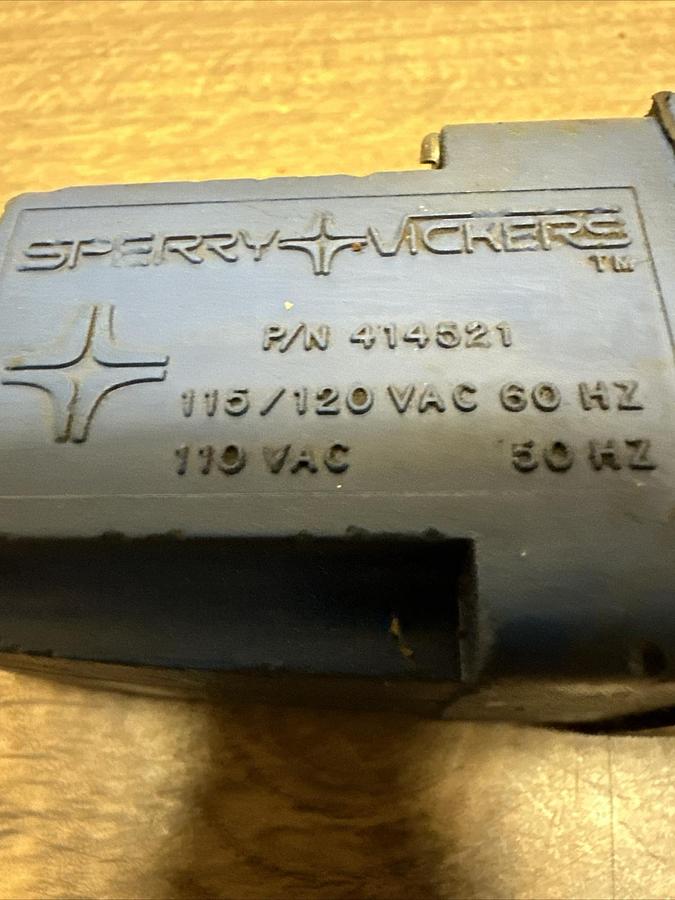 SPERRY VICKERS
TM
P/N 414521
115/120 VAC 60 HZ
110 VAC 50 HZ